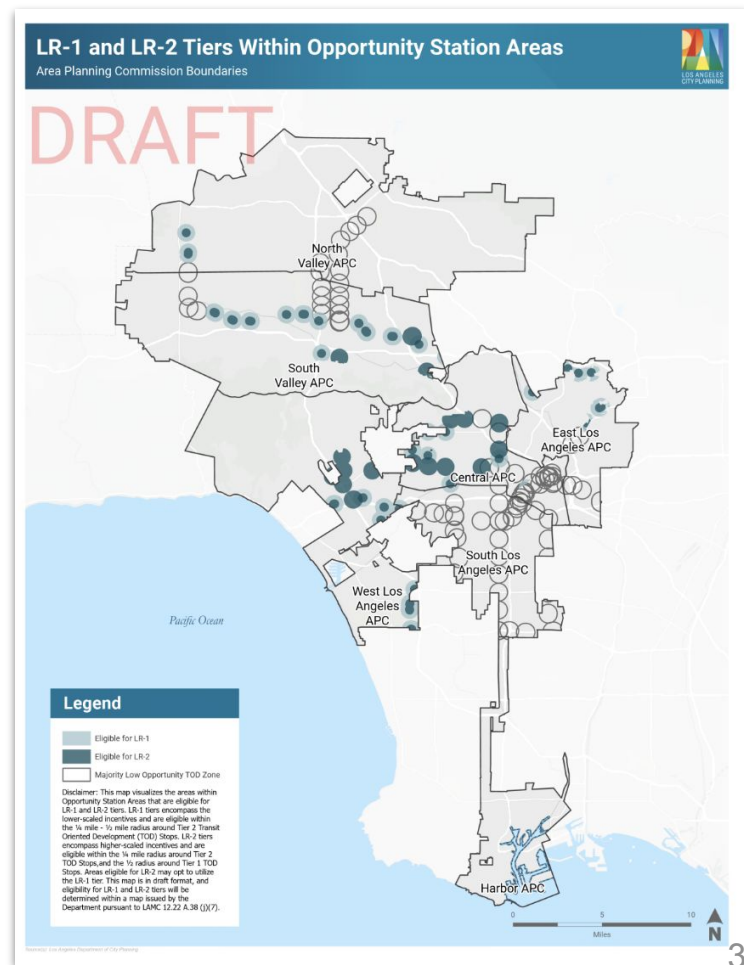 LR-1 and LR-2 Tiers Within Opportunity Station Areas
Area Planning Commission Boundaries
LOS ANGELES
CITY PLANNING
DRAFT
North
Valley APC
South
Valley APC
East Los
Angeles APC
Central APC
South Los
Angeles APC
West Los
Angeles
APC
Pacific Ocean
Legend
Eligible for LR-1
Eligible for LR-2
Majority Low Opportunity TOD Zone
Disclaimer: This map visualizes the areas within
Opportunity Station Areas that are eligible for
LR-1 and LR-2 tiers. LR-1 tiers encompass the
lower-scaled incentives and are eligible within
the ¼ mile - ½ mile radius around Tier 2 Transit
Oriented Development (TOD) Stops. LR-2 tiers
encompass higher-scaled incentives and are
eligible within the ¼ mile radius around Tier 2
TOD Stops,and the ½ radius around Tier 1 TOD
Stops. Areas eligible for LR-2 may opt to utilize
the LR-1 tier. This map is in draft format, and
eligibility for LR-1 and LR-2 tiers will be
determined within a map issued by the
Department pursuant to LAMC 12.22 A.38 (j)(7).
Harbor APC
0 5 10
Miles
N
Los Angeles Department of City Planning
3